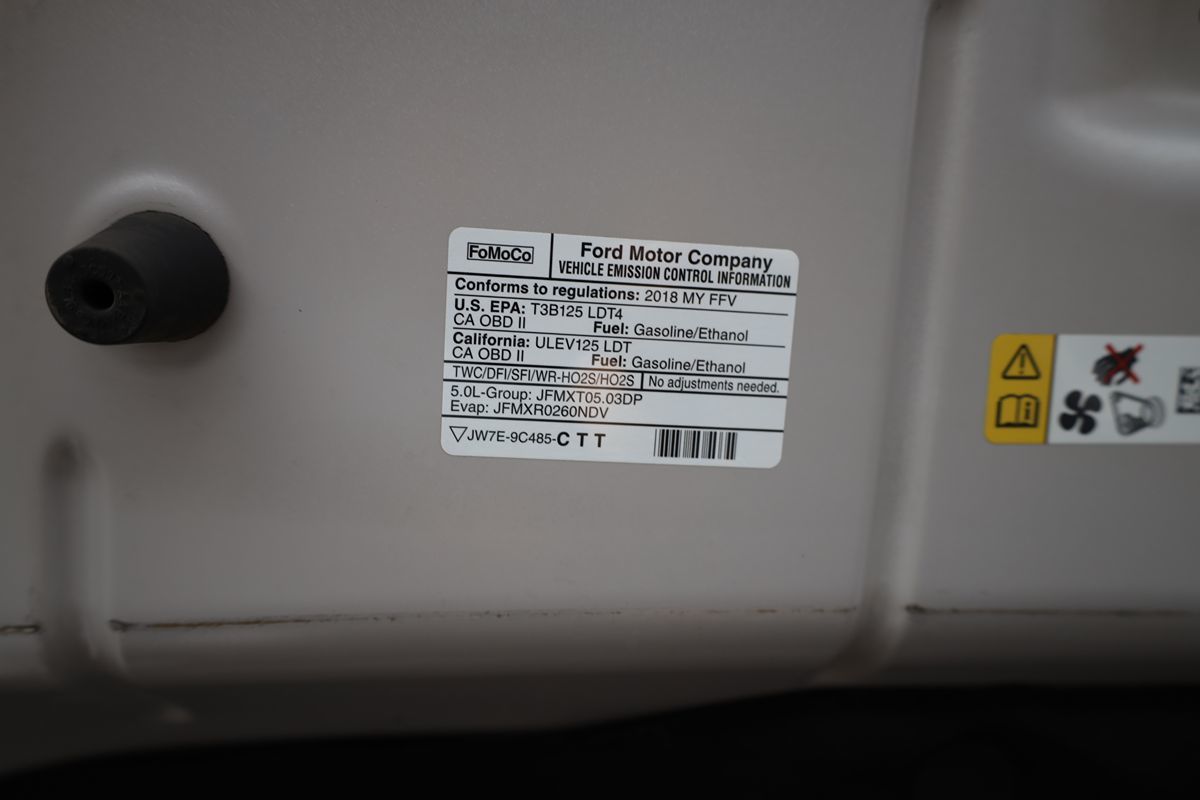 FoMoCo
Ford Motor Company
VEHICLE EMISSION CONTROL INFORMATION
Conforms to regulations: 2018 MY FFV
U.S. EPA: T3B125 LDT4
CA OBD II Fuel: Gasoline/Ethanol
California: ULEV125 LDT
CA OBD II Fuel: Gasoline/Ethanol
TWC/DFI/SFI/WR-HO2S/HO2S No adjustments needed.
5.0L-Group: JFMXT05.03DP
Evap: JFMXR0260NDV
JW7E-9C485-CTT